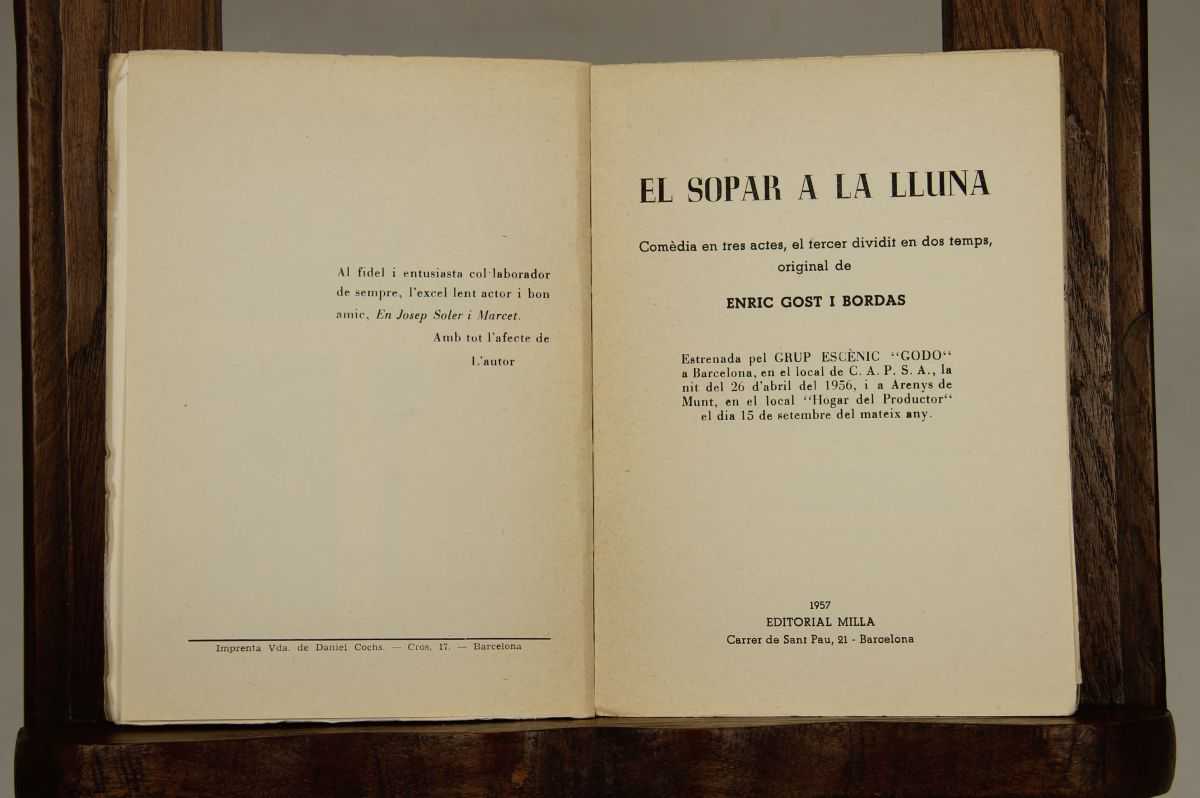 Al fidel i entusiasta col·laborador
de sempre, l'excel lent actor i bon
amic, En Josep Soler i Marcet.
Amb tot l'afecte de
L'autor
Imprenta Vda. de Daniel Cochs. — Cros, 17. — Barcelona
EL SOPAR A LA LLUNA
Comèdia en tres actes, el tercer dividit en dos temps,
original de
ENRIC GOST I BORDAS
Estrenada pel GRUP ESCÈNIC "GODO"
a Barcelona, en el local de C. A. P. S. A., la
nit del 26 d'abril del 1956, i a Arenys de
Munt, en el local "Hogar del Productor"
el dia 15 de setembre del mateix any.
1957
EDITORIAL MILLA
Carrer de Sant Pau, 21 - Barcelona